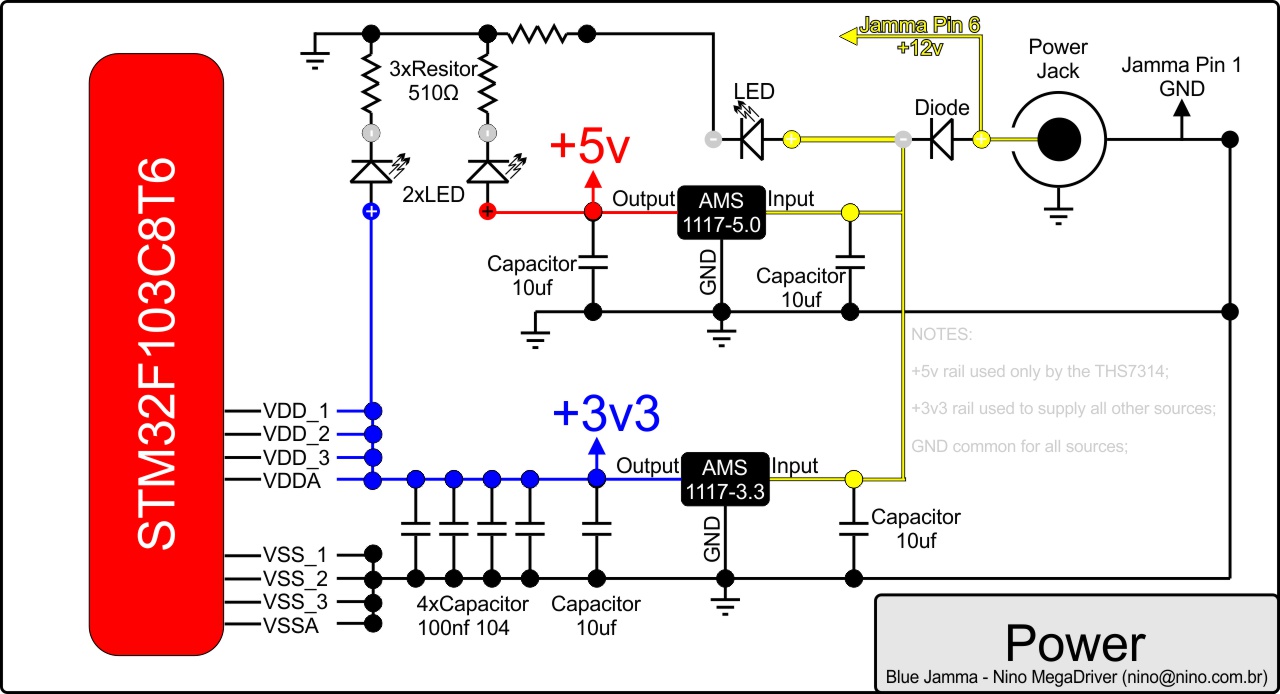 Jamma Pin 6
+12v
Power
Jack
Jamma Pin 1
GND
3xResitor
510Ω
LED
Diode
+5v
2xLED
Output
AMS
1117-5.0
Input
GND
Capacitor
10uf
Capacitor
10uf
NOTES:
+5v rail used only by the THS7314;
+3v3 rail used to supply all other sources;
GND common for all sources;
STM32F103C8T6
VDD_1
VDD_2
VDD_3
VDDA
+3v3
Output
AMS
1117-3.3
Input
GND
Capacitor
10uf
VSS_1
VSS_2
VSS_3
VSSA
4xCapacitor
100nf 104
Capacitor
10uf
Power
Blue Jamma - Nino MegaDriver (nino@nino.com.br)